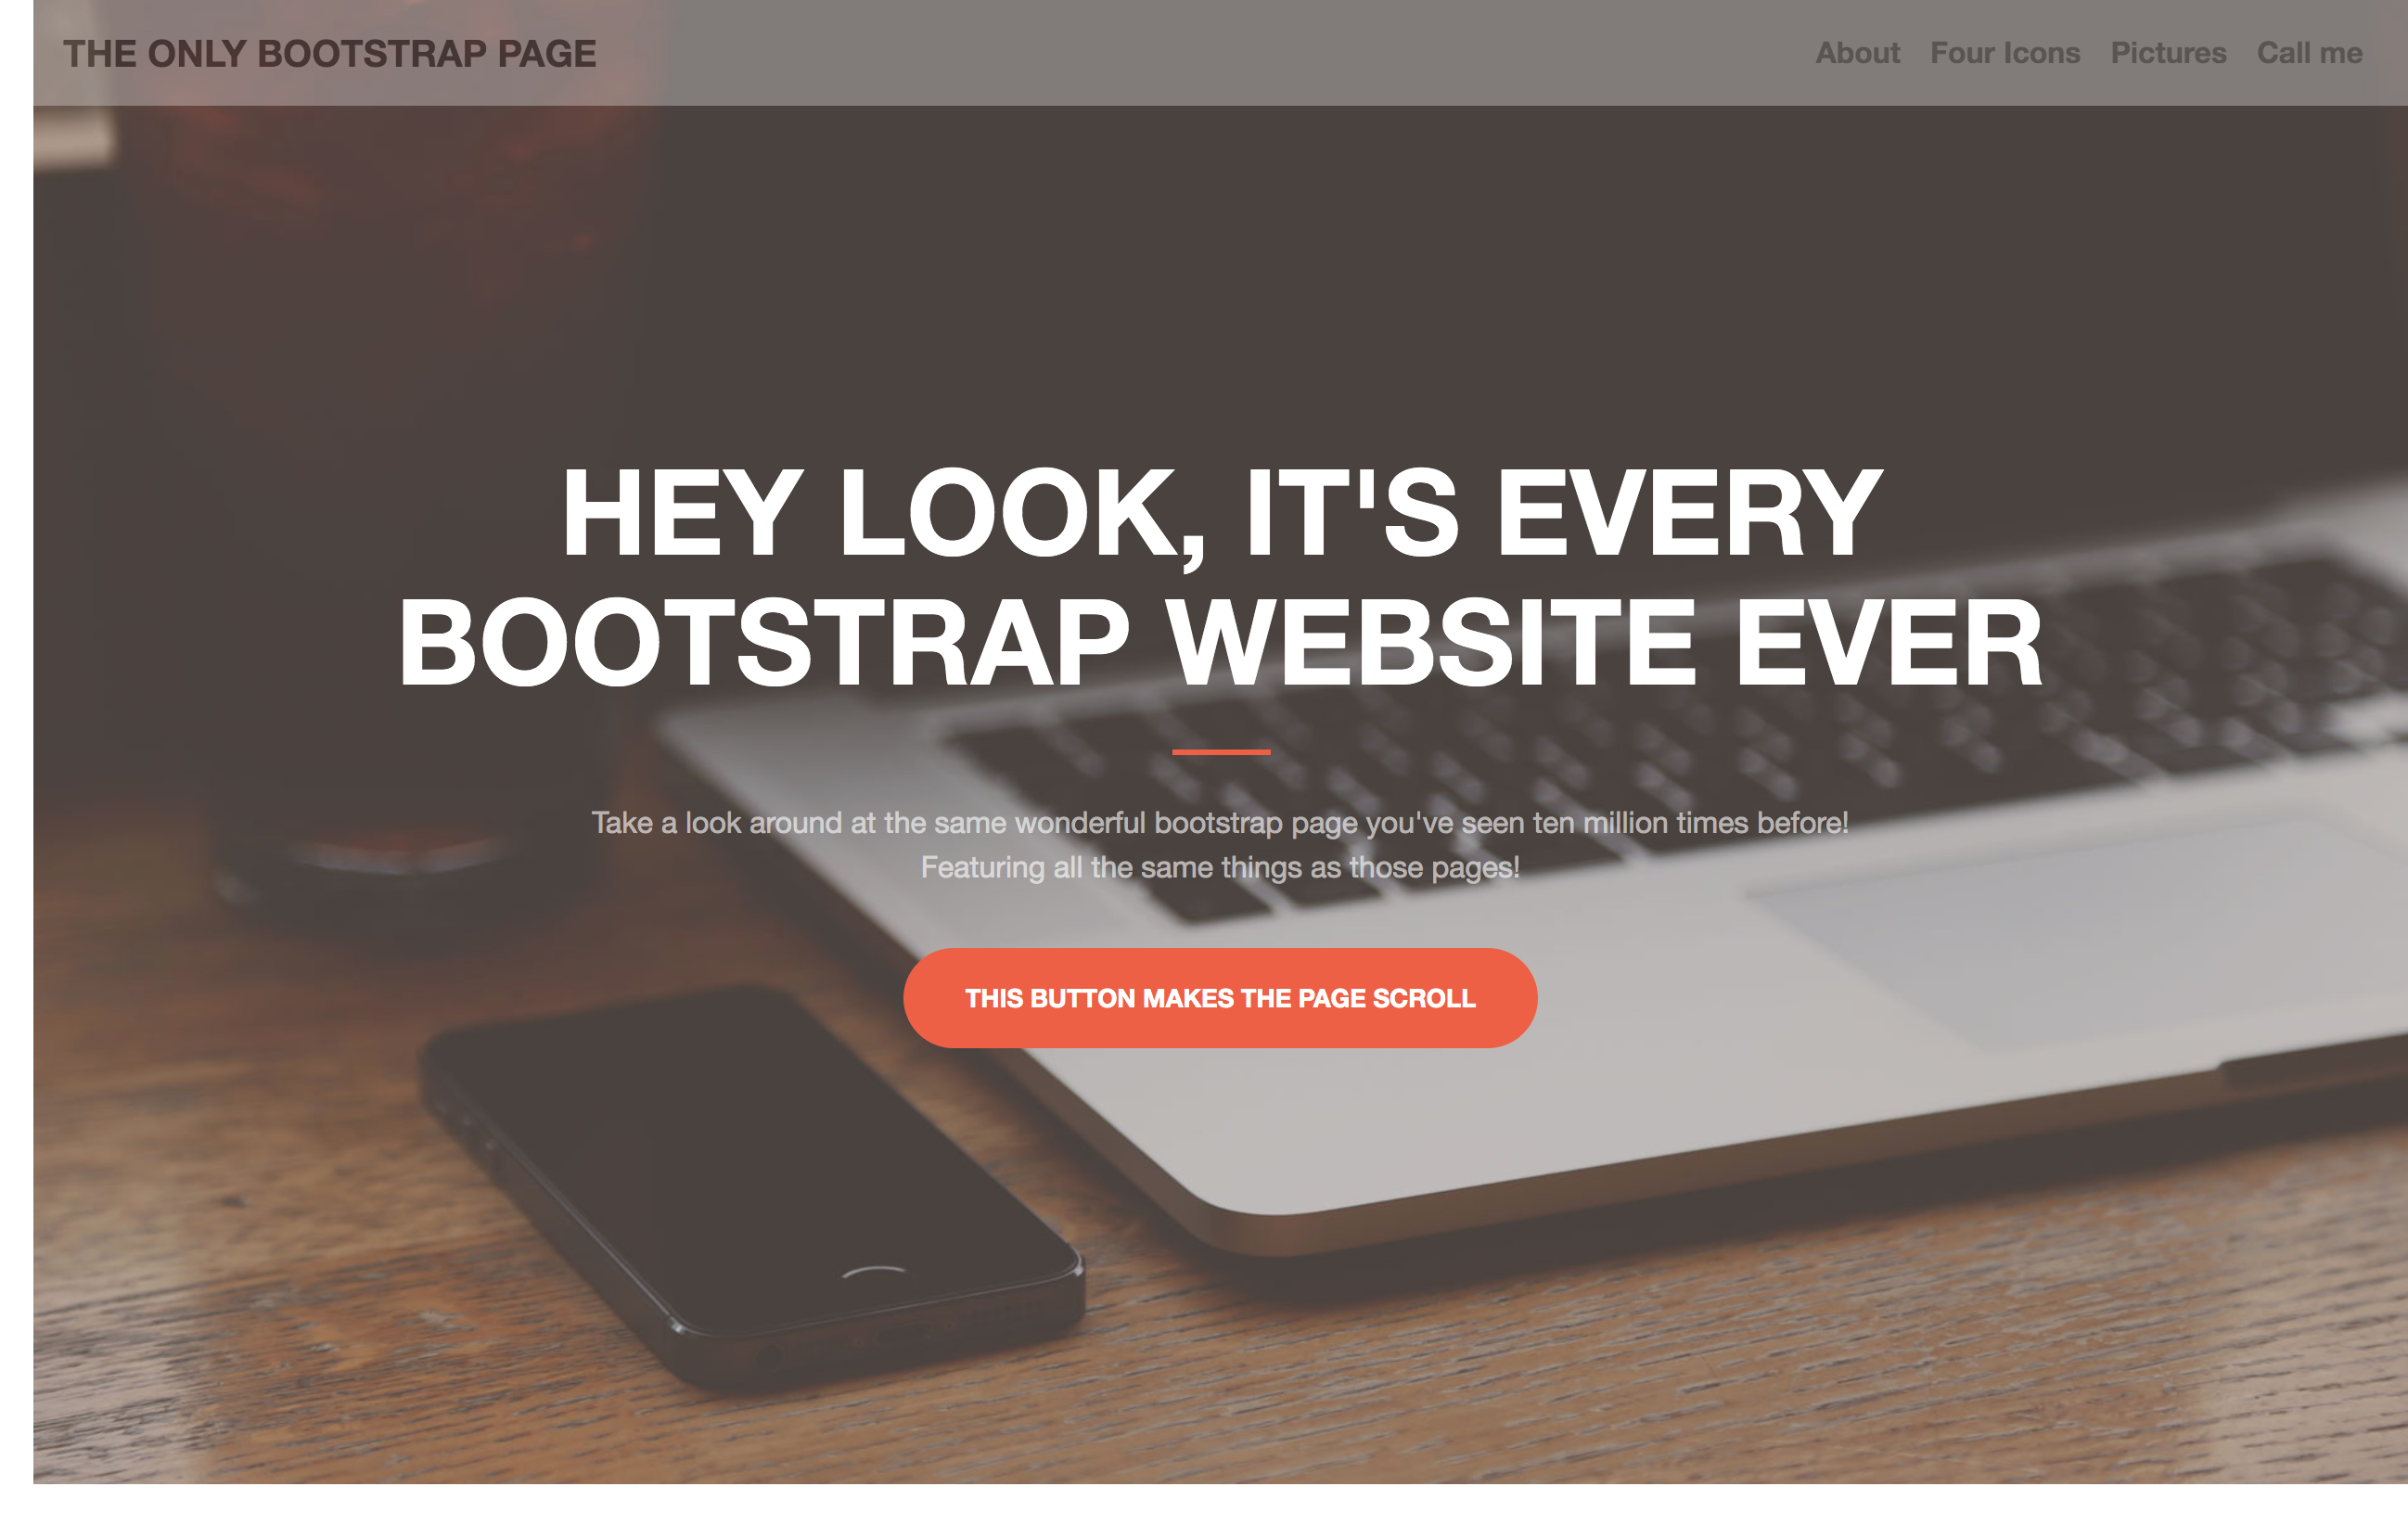 THE ONLY BOOTSTRAP PAGE
About Four Icons Pictures Call me
HEY LOOK, IT'S EVERY
BOOTSTRAP WEBSITE EVER
Take a look around at the same wonderful bootstrap page you've seen ten million times before!
Featuring all the same things as those pages!
THIS BUTTON MAKES THE PAGE SCROLL